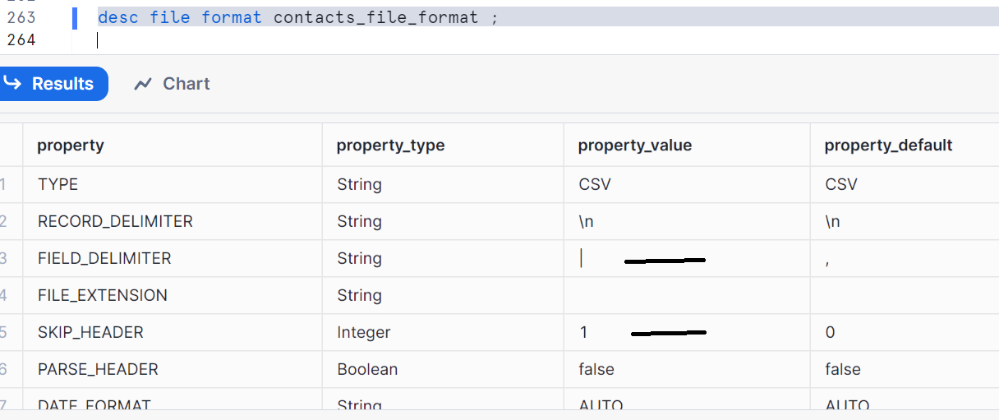 263 desc file format contacts_file_format ;
264
Results Chart
property property_type property_value property_default
1 TYPE String CSV CSV
2 RECORD_DELIMITER String \n \n
3 FIELD_DELIMITER String | ,
4 FILE_EXTENSION String
5 SKIP_HEADER Integer 1 0
6 PARSE_HEADER Boolean false false
7 DATE_FORMAT String AUTO AUTO